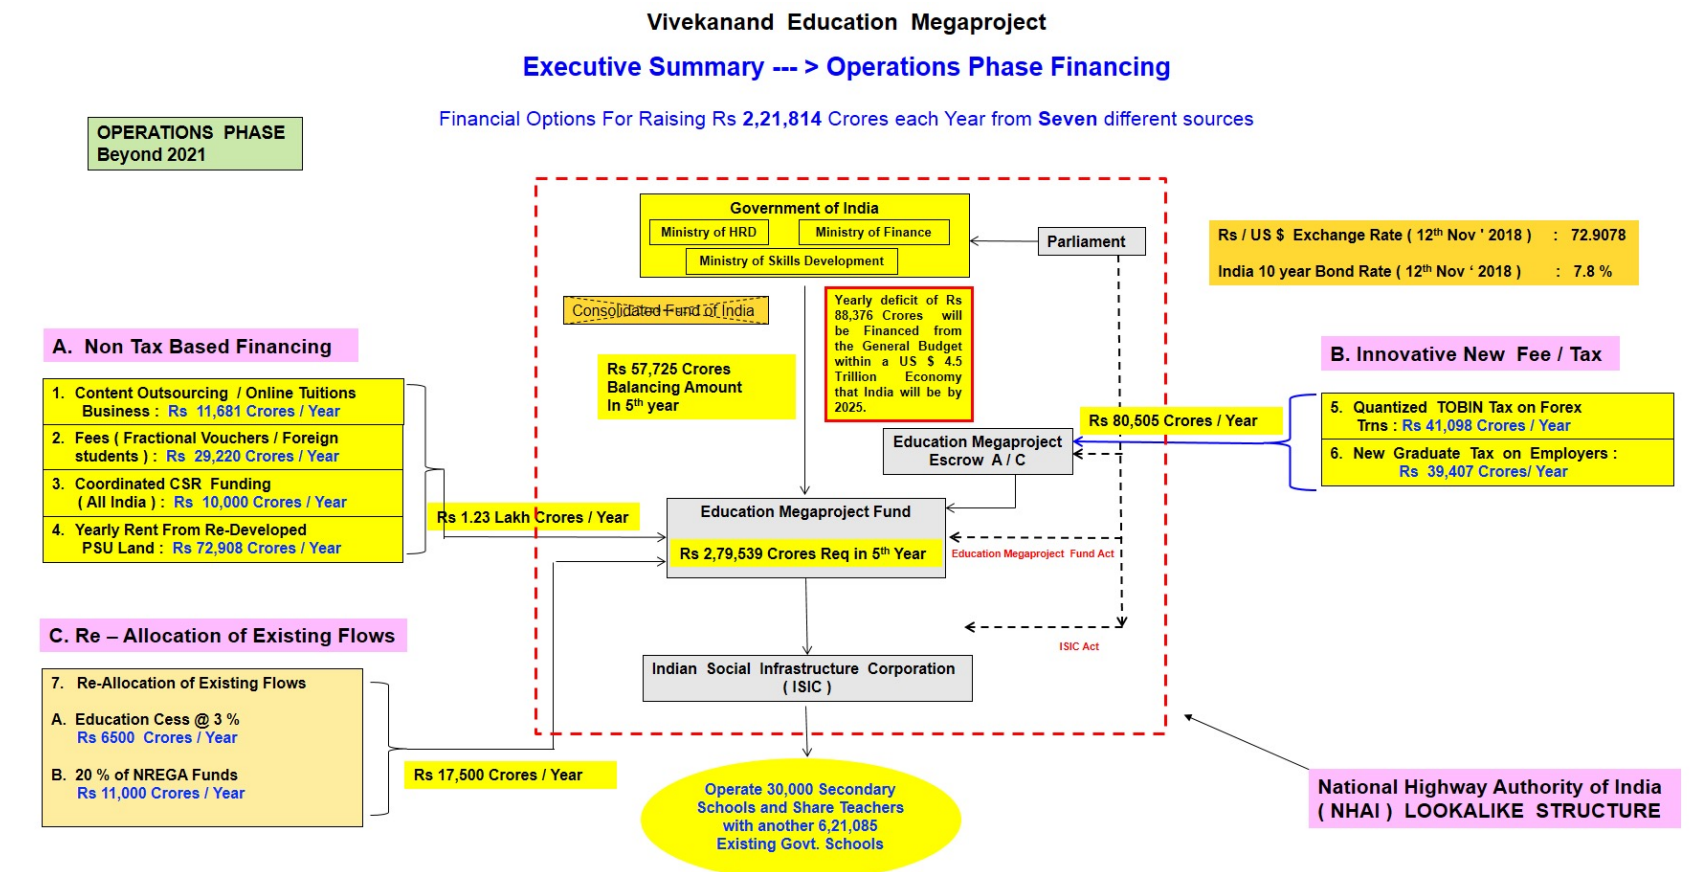 Vivekanand Education Megaproject
Executive Summary --- > Operations Phase Financing
Financial Options For Raising Rs 2,21,814 Crores each Year from Seven different sources
OPERATIONS PHASE
Beyond 2021
Government of India
Ministry of HRD
Ministry of Finance
Ministry of Skills Development
Parliament
Rs / US $ Exchange Rate ( 12th Nov ' 2018 ) : 72.9078
India 10 year Bond Rate ( 12th Nov ‘ 2018 ) : 7.8 %
Consolidated Fund of India
Yearly deficit of Rs
88,376 Crores will
be Financed from
the General Budget
within a US $ 4.5
Trillion Economy
that India will be by
2025.
Rs 57,725 Crores
Balancing Amount
In 5th year
A. Non Tax Based Financing
1. Content Outsourcing / Online Tuitions
Business : Rs 11,681 Crores / Year
2. Fees ( Fractional Vouchers / Foreign
students ) : Rs 29,220 Crores / Year
3. Coordinated CSR Funding
( All India ) : Rs 10,000 Crores / Year
4. Yearly Rent From Re-Developed
PSU Land : Rs 72,908 Crores / Year
Rs 1.23 Lakh Crores / Year
B. Innovative New Fee / Tax
5. Quantized TOBIN Tax on Forex
Trns : Rs 41,098 Crores / Year
6. New Graduate Tax on Employers :
Rs 39,407 Crores/ Year
Rs 80,505 Crores / Year
Education Megaproject
Escrow A / C
Education Megaproject Fund
Rs 2,79,539 Crores Req in 5th Year
Education Megaproject Fund Act
ISIC Act
C. Re – Allocation of Existing Flows
7. Re-Allocation of Existing Flows
A. Education Cess @ 3 %
Rs 6500 Crores / Year
B. 20 % of NREGA Funds
Rs 11,000 Crores / Year
Rs 17,500 Crores / Year
Indian Social Infrastructure Corporation
( ISIC )
Operate 30,000 Secondary
Schools and Share Teachers
with another 6,21,085
Existing Govt. Schools
National Highway Authority of India
( NHAI ) LOOKALIKE STRUCTURE